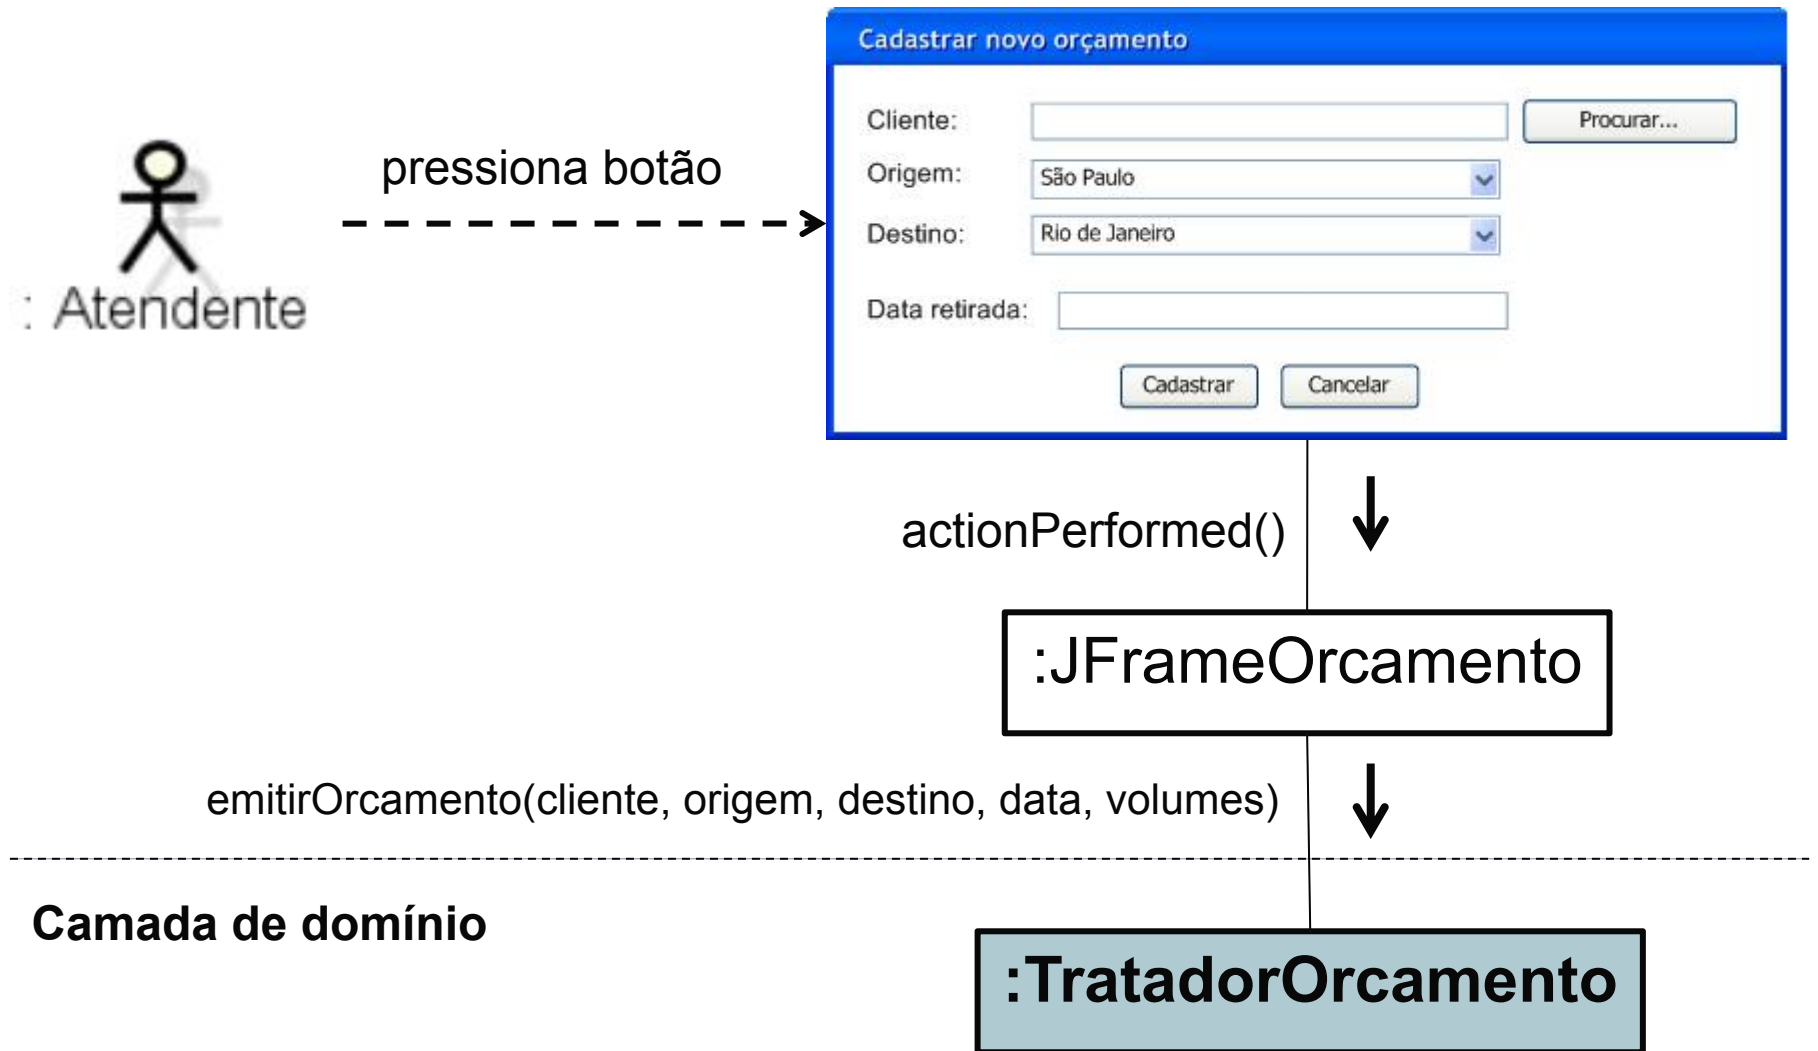 Cadastrar novo orçamento
Cliente:
Procurar...
pressiona botão
Origem:
São Paulo
Destino:
Rio de Janeiro
: Atendente
Data retirada:
Cadastrar
Cancelar
actionPerformed()
:JFrameOrcamento
emitirOrcamento(cliente, origem, destino, data, volumes)
Camada de domínio
:TratadorOrcamento